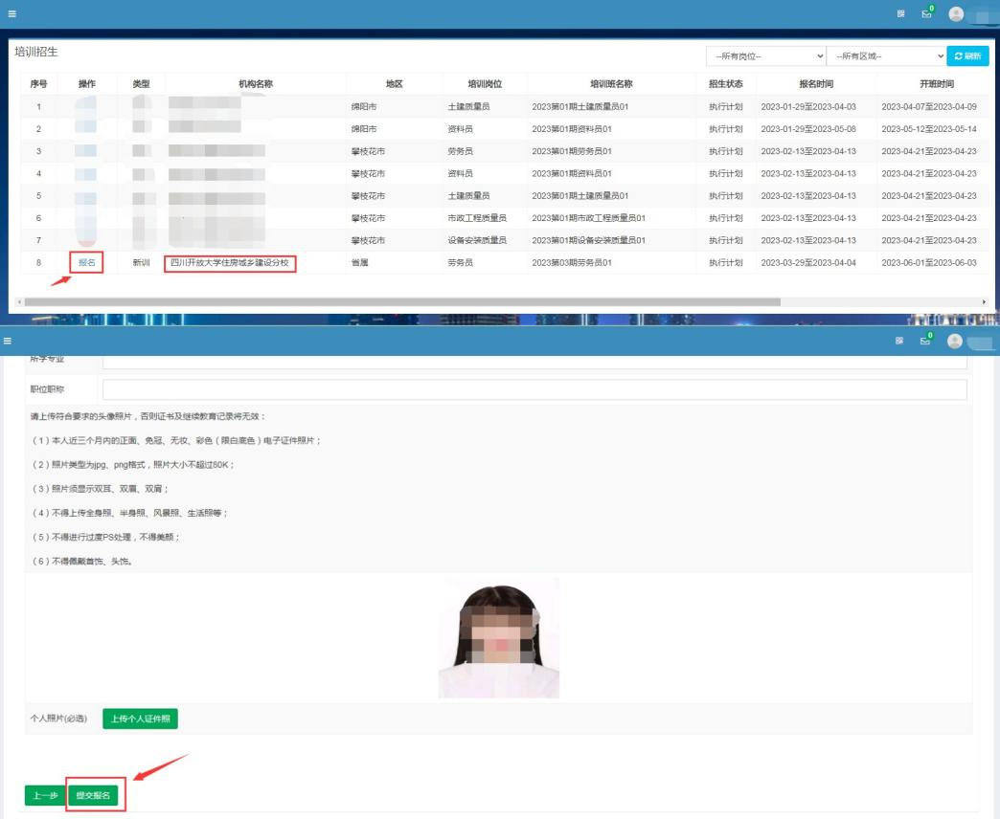 0
培训招生
--所有岗位--
--所有区域--
刷新
序号 操作 类型 机构名称 地区 培训岗位 培训班名称 招生状态 报名时间 开班时间
1 绵阳市 土建质量员 2023第01期土建质量员01 执行计划 2023-01-29至2023-04-03 2023-04-07至2023-04-09
2 绵阳市 资料员 2023第01期资料员01 执行计划 2023-01-29至2023-05-08 2023-05-12至2023-05-14
3 攀枝花市 劳务员 2023第01期劳务员01 执行计划 2023-02-13至2023-04-13 2023-04-21至2023-04-23
4 攀枝花市 资料员 2023第01期资料员01 执行计划 2023-02-13至2023-04-13 2023-04-21至2023-04-23
5 攀枝花市 土建质量员 2023第01期土建质量员01 执行计划 2023-02-13至2023-04-13 2023-04-21至2023-04-23
6 攀枝花市 市政工程质量员 2023第01期市政工程质量员01 执行计划 2023-02-13至2023-04-13 2023-04-21至2023-04-23
7 攀枝花市 设备安装质量员 2023第01期设备安装质量员01 执行计划 2023-02-13至2023-04-13 2023-04-21至2023-04-23
8 报名 新训 四川开放大学住房城乡建设分校 省属 劳务员 2023第03期劳务员01 执行计划 2023-03-29至2023-04-04 2023-06-01至2023-06-03
0
所学专业
职位职称
请上传符合要求的头像照片，否则证书及继续教育记录将无效：
（1）本人近三个月内的正面、免冠、无妆、彩色（限白底色）电子证件照片；
（2）照片类型为jpg、png格式，照片大小不超过80K；
（3）照片须显示双耳、双眉、双肩；
（4）不得上传全身照、半身照、风景照、生活照等；
（5）不得进行过度PS处理，不得美颜；
（6）不得佩戴首饰、头饰。
个人照片(必选) 上传个人证件照
上一步 提交报名